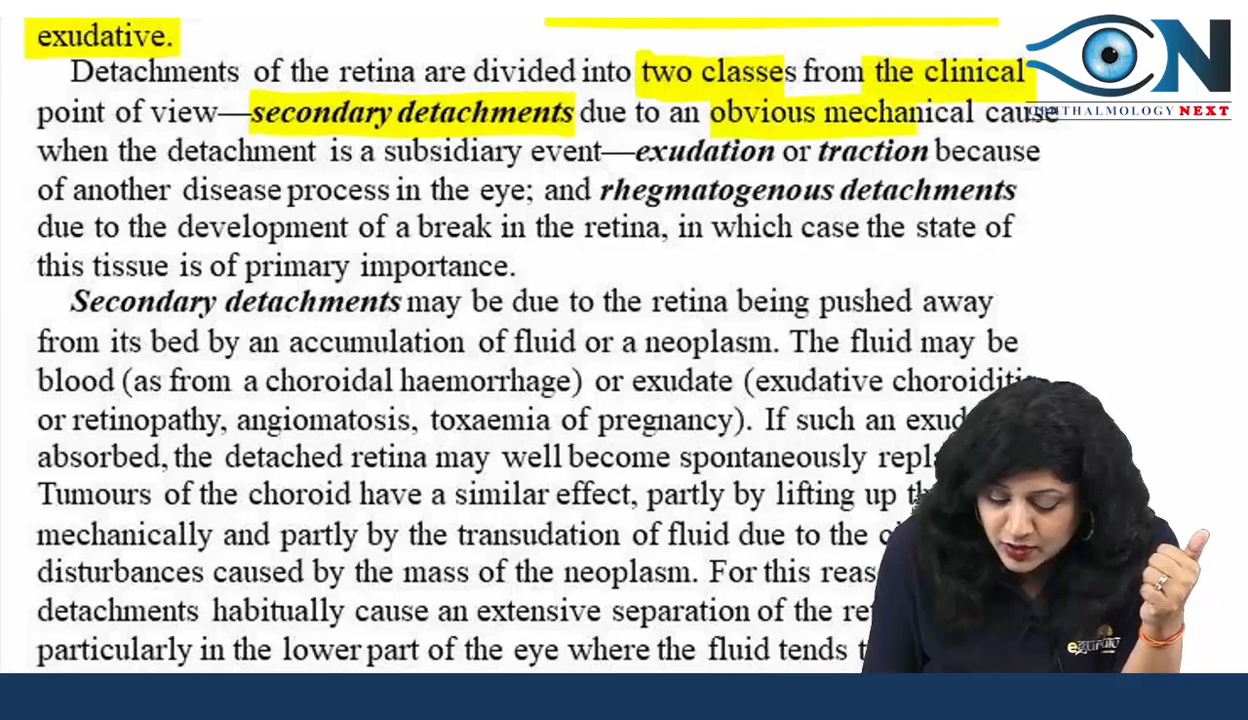 exudative.
Detachments of the retina are divided into two classes from the clinical
point of view—secondary detachments due to an obvious mechanical cause
when the detachment is a subsidiary event—exudation or traction because
of another disease process in the eye; and rhegmatogenous detachments
due to the development of a break in the retina, in which case the state of
this tissue is of primary importance.
Secondary detachments may be due to the retina being pushed away
from its bed by an accumulation of fluid or a neoplasm. The fluid may be
blood (as from a choroidal haemorrhage) or exudate (exudative choroiditis
or retinopathy, angiomatosis, toxaemia of pregnancy). If such an
absorbed, the detached retina may well become spontaneously
Tumours of the choroid have a similar effect, partly by lifting up
mechanically and partly by the transudation of fluid due to the
disturbances caused by the mass of the neoplasm. For this
detachments habitually cause an extensive separation of the
particularly in the lower part of the eye where the fluid tends
ON
OPHTHALMOLOGY NEXT